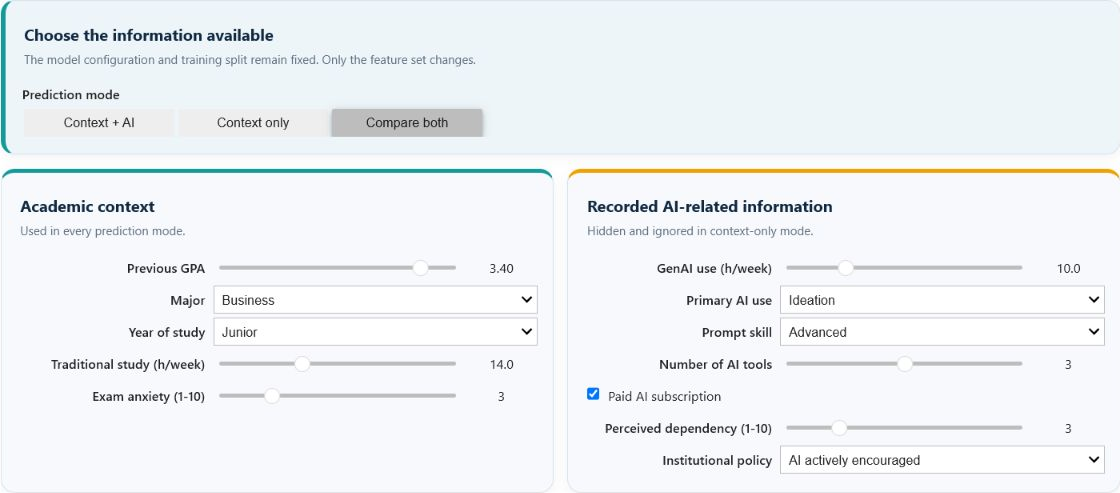 Choose the information available
The model configuration and training split remain fixed. Only the feature set changes.
Prediction mode
Context + AI Context only Compare both
Academic context
Used in every prediction mode.
Previous GPA 3.40
Major Business
Year of study Junior
Traditional study (h/week) 14.0
Exam anxiety (1-10) 3
Recorded AI-related information
Hidden and ignored in context-only mode.
GenAI use (h/week) 10.0
Primary AI use Ideation
Prompt skill Advanced
Number of AI tools 3
Paid AI subscription
Perceived dependency (1-10) 3
Institutional policy AI actively encouraged